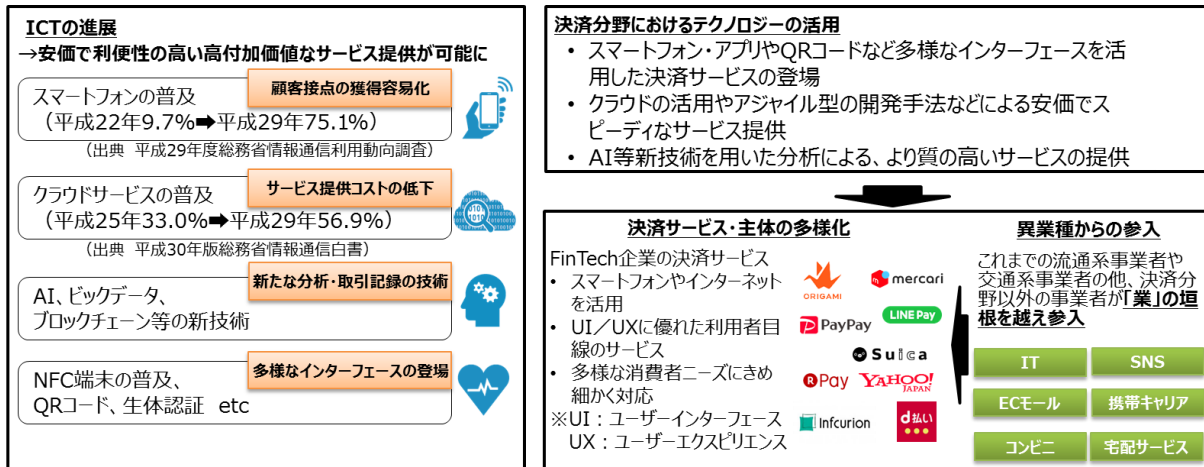 ICTの進展
→安価で利便性の高い高付加価値なサービス提供が可能に
顧客接点の獲得容易化
スマートフォンの普及
（平成22年9.7%➡平成29年75.1%）
（出典　平成29年度総務省情報通信利用動向調査）
サービス提供コストの低下
クラウドサービスの普及
（平成25年33.0%➡平成29年56.9%）
（出典　平成30年版総務省情報通信白書）
新たな分析・取引記録の技術
AI、ビックデータ、
ブロックチェーン等の新技術
多様なインターフェースの登場
NFC端末の普及、
QRコード、生体認証　etc
決済分野におけるテクノロジーの活用
• スマートフォン・アプリやQRコードなど多様なインターフェースを活
用した決済サービスの登場
• クラウドの活用やアジャイル型の開発手法などによる安価でス
ピーディなサービス提供
• AI等新技術を用いた分析による、より質の高いサービスの提供
決済サービス・主体の多様化
FinTech企業の決済サービス
• スマートフォンやインターネット
を活用
• UI／UXに優れた利用者目
線のサービス
• 多様な消費者ニーズにきめ
細かく対応
※UI：ユーザーインターフェース
UX：ユーザーエクスピリエンス
ORIGAMI
mercari
PayPay
LINE Pay
Suica
R Pay
YAHOO!
JAPAN
Infcurion
d払い
異業種からの参入
これまでの流通系事業者や
交通系事業者の他、決済分
野以外の事業者が「業」の垣
根を越え参入
IT
SNS
ECモール
携帯キャリア
コンビニ
宅配サービス